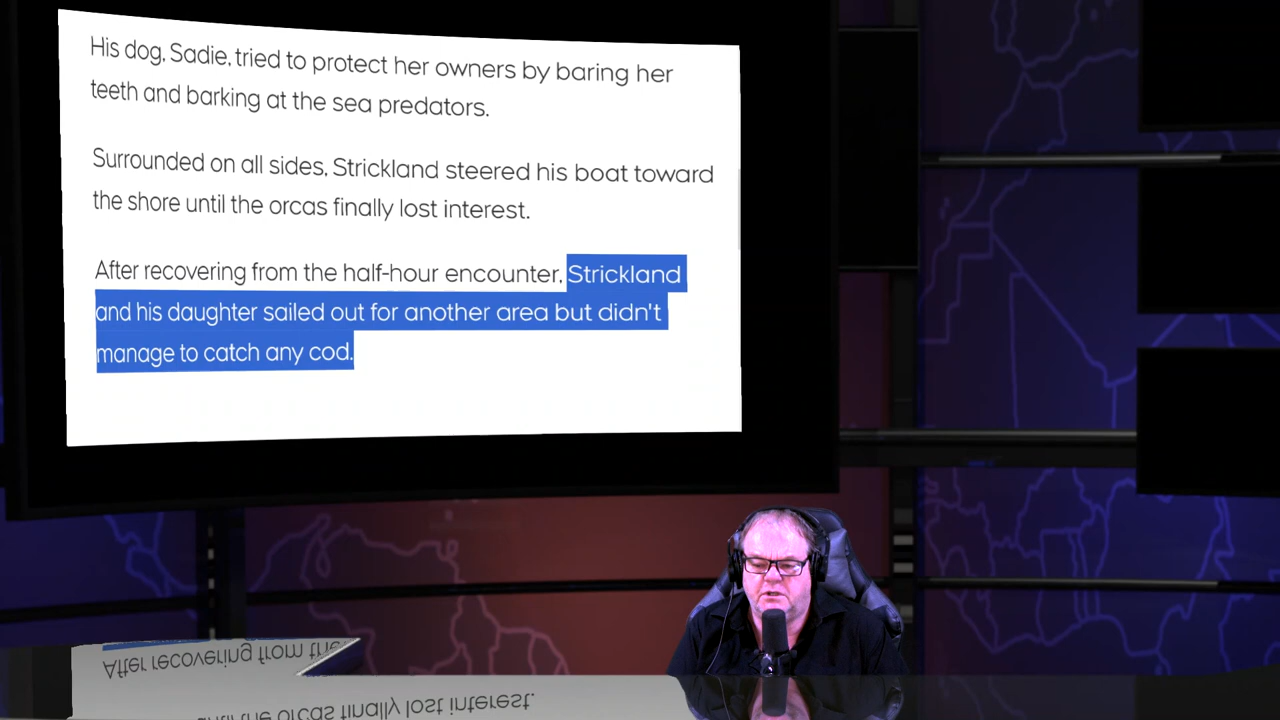 His dog, Sadie, tried to protect her owners by baring her
teeth and barking at the sea predators.
Surrounded on all sides, Strickland steered his boat toward
the shore until the orcas finally lost interest.
After recovering from the half-hour encounter, Strickland
and his daughter sailed out for another area but didn't
manage to catch any cod.
After recovering from the
until the orcas finally lost interest.